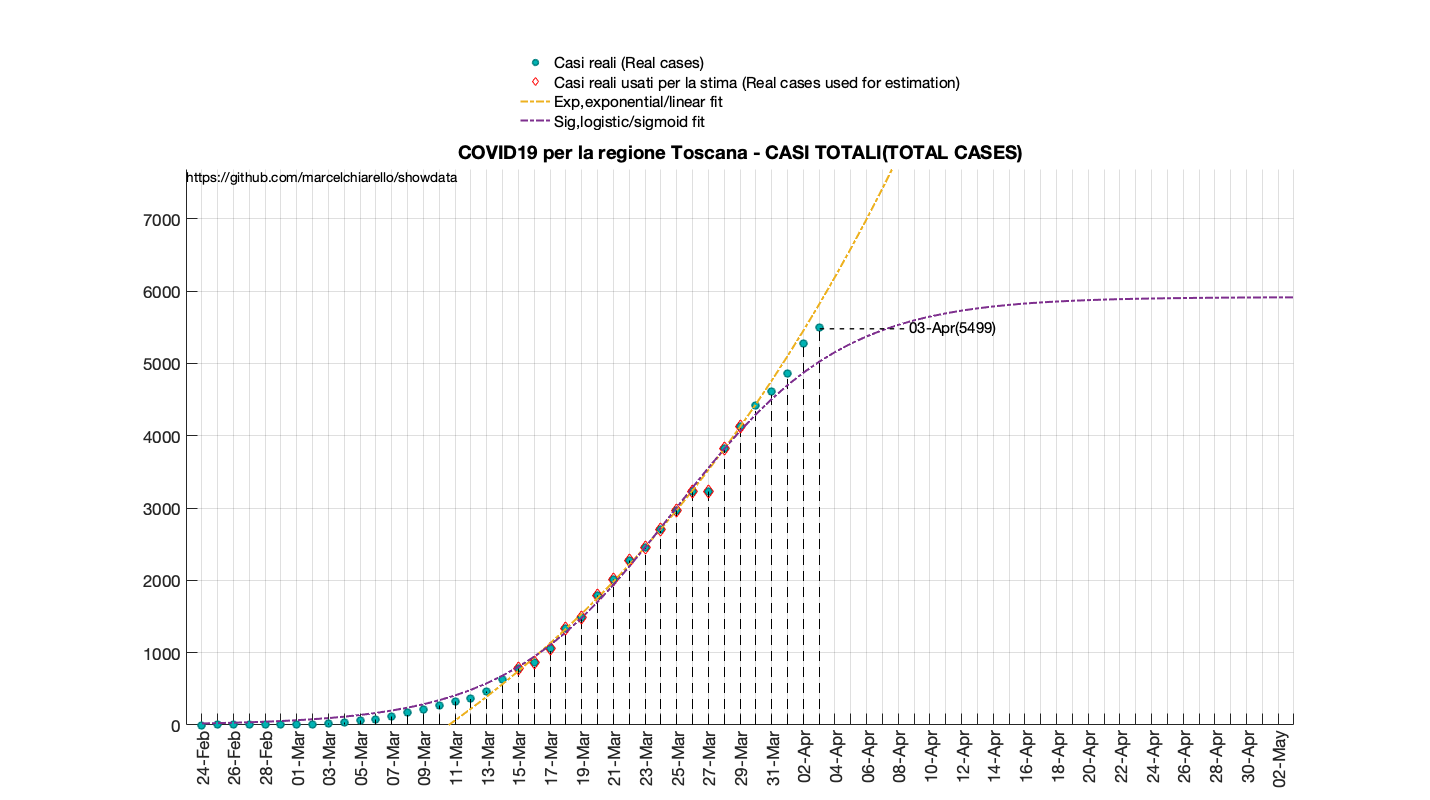 Casi reali (Real cases)
Casi reali usati per la stima (Real cases used for estimation)
Exp,exponential/linear fit
Sig,logistic/sigmoid fit
COVID19 per la regione Toscana - CASI TOTALI(TOTAL CASES)
https://github.com/marcelchiarello/showdata
7000
6000
5000
4000
3000
2000
1000
0
03-Apr(5499)
24-Feb
26-Feb
28-Feb
01-Mar
03-Mar
05-Mar
07-Mar
09-Mar
11-Mar
13-Mar
15-Mar
17-Mar
19-Mar
21-Mar
23-Mar
25-Mar
27-Mar
29-Mar
31-Mar
02-Apr
04-Apr
06-Apr
08-Apr
10-Apr
12-Apr
14-Apr
16-Apr
18-Apr
20-Apr
22-Apr
24-Apr
26-Apr
28-Apr
30-Apr
02-May